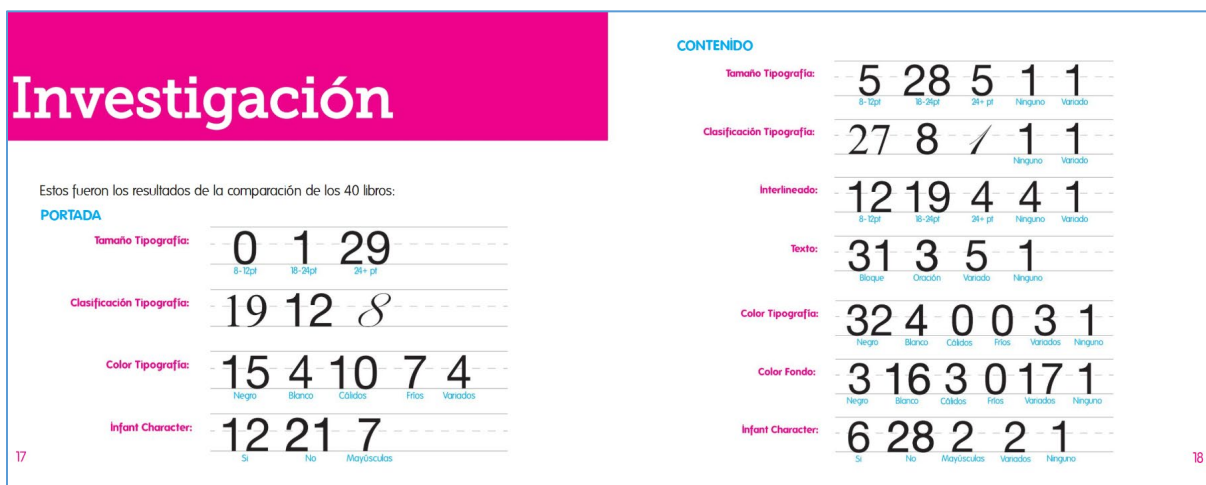 Investigación
Estos fueron los resultados de la comparación de los 40 libros:
PORTADA
Tamaño Tipografía:
0 1 29
8-12pt 18-24pt 24+ pt
Clasificación Tipografía:
19 12 8
Color Tipografía:
15 4 10 7 4
Negro Blanco Cálidos Fríos Variados
Infant Character:
12 21 7
Si No Mayúsculas
17
CONTENIDO
Tamaño Tipografía:
5 28 5 1 1
8-12pt 18-24pt 24+ pt Ninguno Variado
Clasificación Tipografía:
27 8 1 1 1
Ninguno Variado
Interlineado:
12 19 4 4 1
8-12pt 18-24pt 24+ pt Ninguno Variado
Texto:
31 3 5 1
Bloque Oración Variado Ninguno
Color Tipografía:
32 4 0 0 3 1
Negro Blanco Cálidos Fríos Variados Ninguno
Color Fondo:
3 16 3 0 17 1
Negro Blanco Cálidos Fríos Variados Ninguno
Infant Character:
6 28 2 2 1
Si No Mayúsculas Variados Ninguno
18